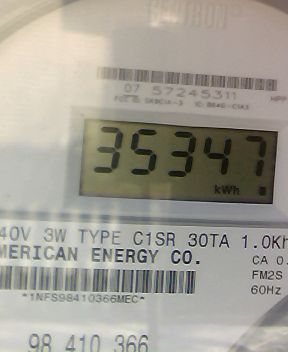 CENTRON
07 57245311
35347
kWh
40V 3W TYPE C1SR 30TA 1.0Kh
MERICAN ENERGY CO.
CA 0.
FM2S
*1NFS98410366MEC*
60Hz
98 410 366